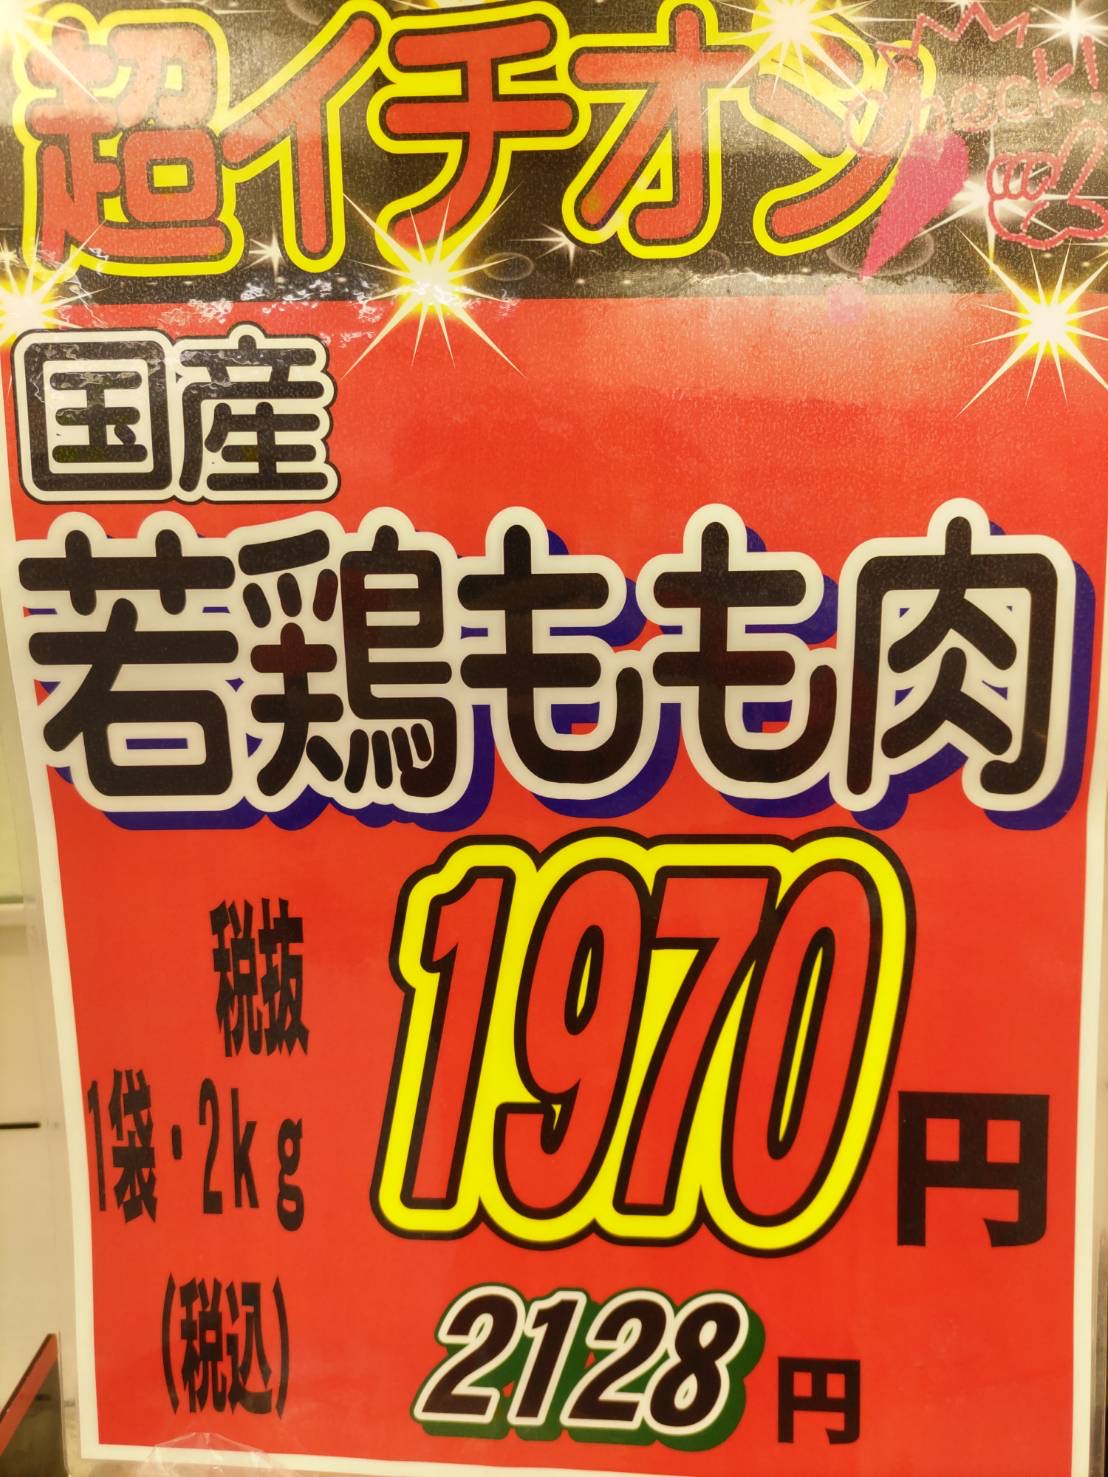 超イチオシ
Check!
国産
若鶏もも肉
税抜
1袋・2kg
1970円
(税込)
2128円